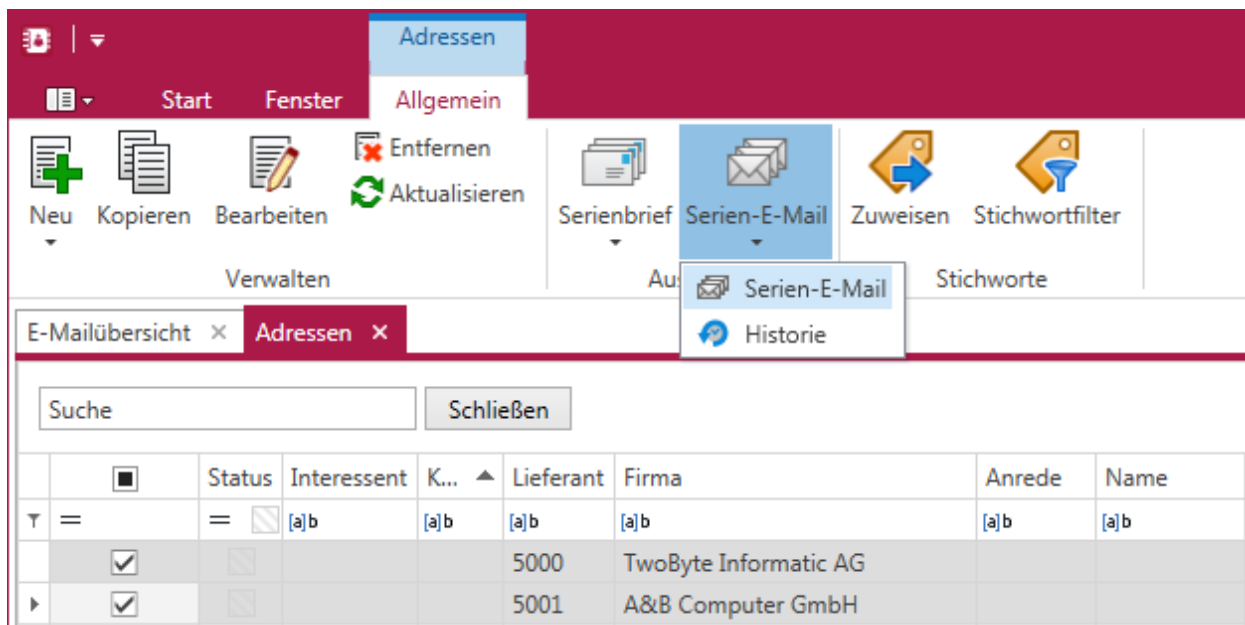 Adressen
Start Fenster Allgemein
Entfernen
Aktualisieren
Neu Kopieren Bearbeiten Serienbrief Serien-E-Mail Zuweisen Stichwortfilter
Verwalten Aus Stichworte
Serien-E-Mail
Historie
E-Mailübersicht × Adressen ×
Suche Schließen
Status Interessent K... Lieferant Firma Anrede Name
= = [a]b [a]b [a]b [a]b [a]b [a]b
5000 TwoByte Informatic AG
5001 A&B Computer GmbH